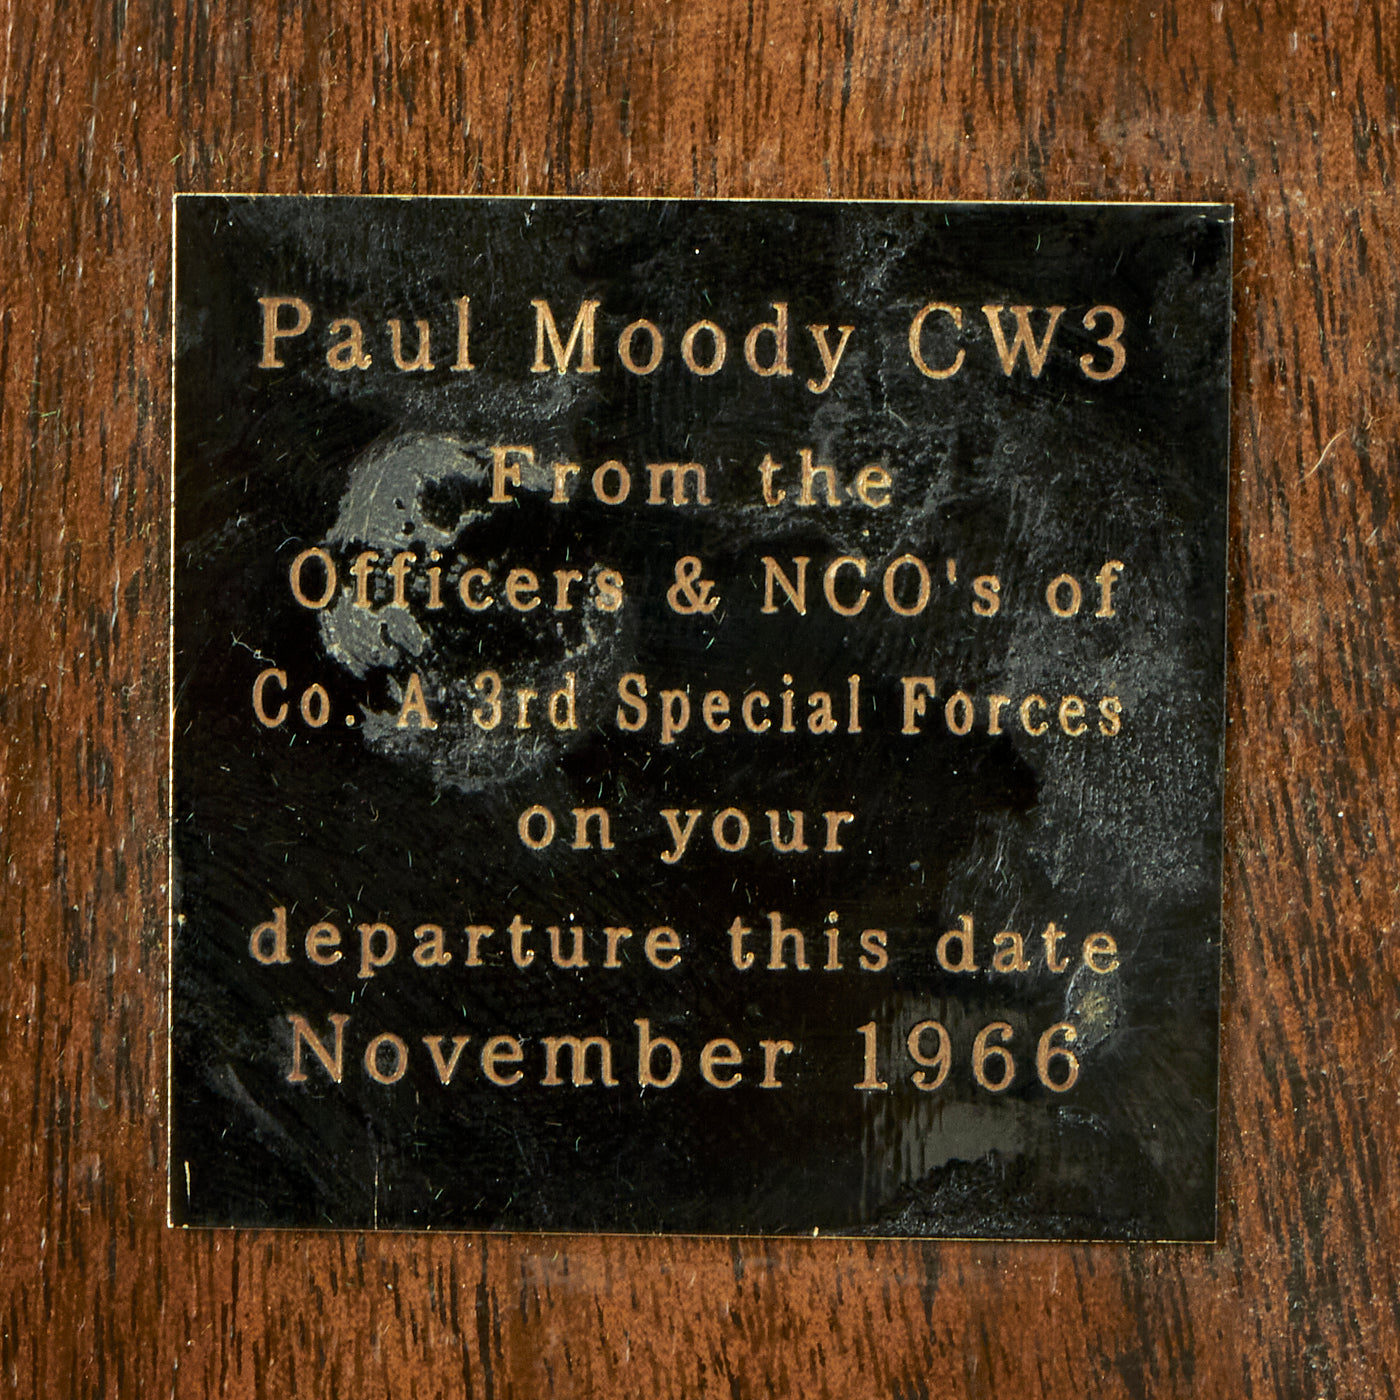 Paul Moody CW3
From the
Officers & NCO's of
Co. A 3rd Special Forces
on your
departure this date
November 1966